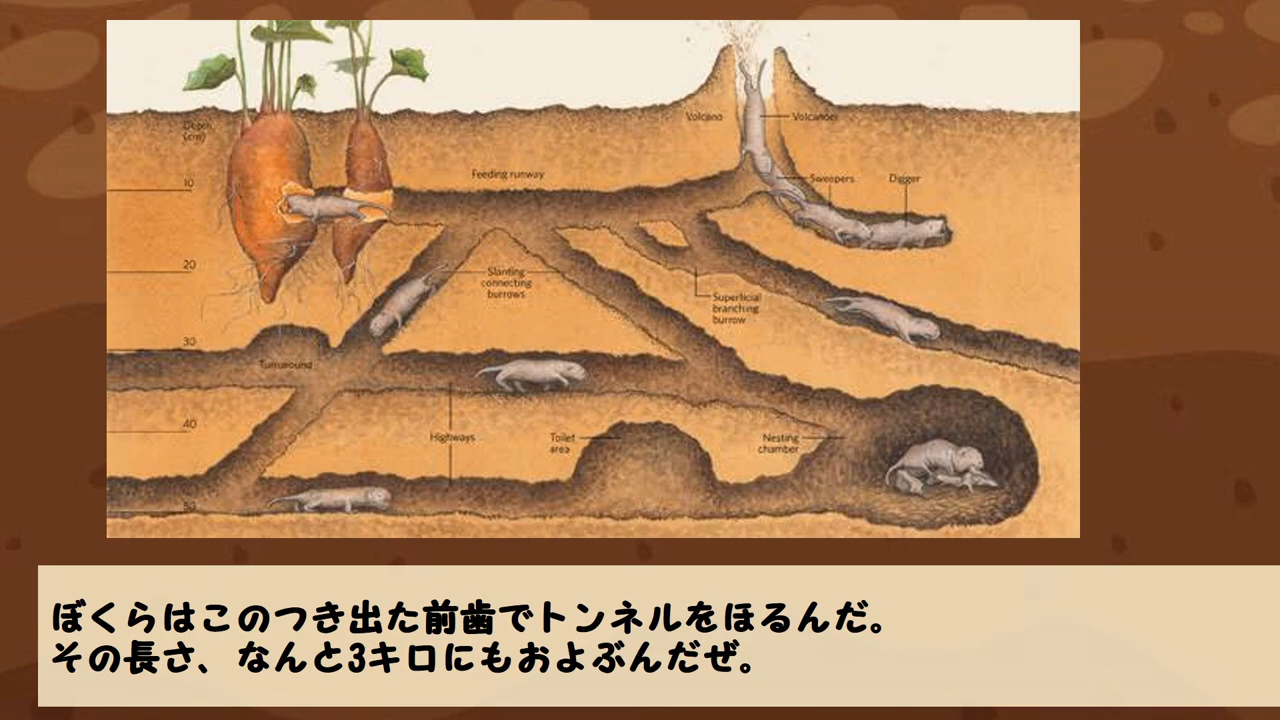 Volcano
Volcanoer
Depth
(cm)
Feeding runway
Sweepers
Digger
10
20
Slanting
connecting
burrows
Superficial
branching
burrow
30
Turnaround
40
Highways
Toilet
area
Nesting
chamber
50
ぼくらはこのつき出た前歯でトンネルをほるんだ。
その長さ、なんと3キロにもおよぶんだぜ。